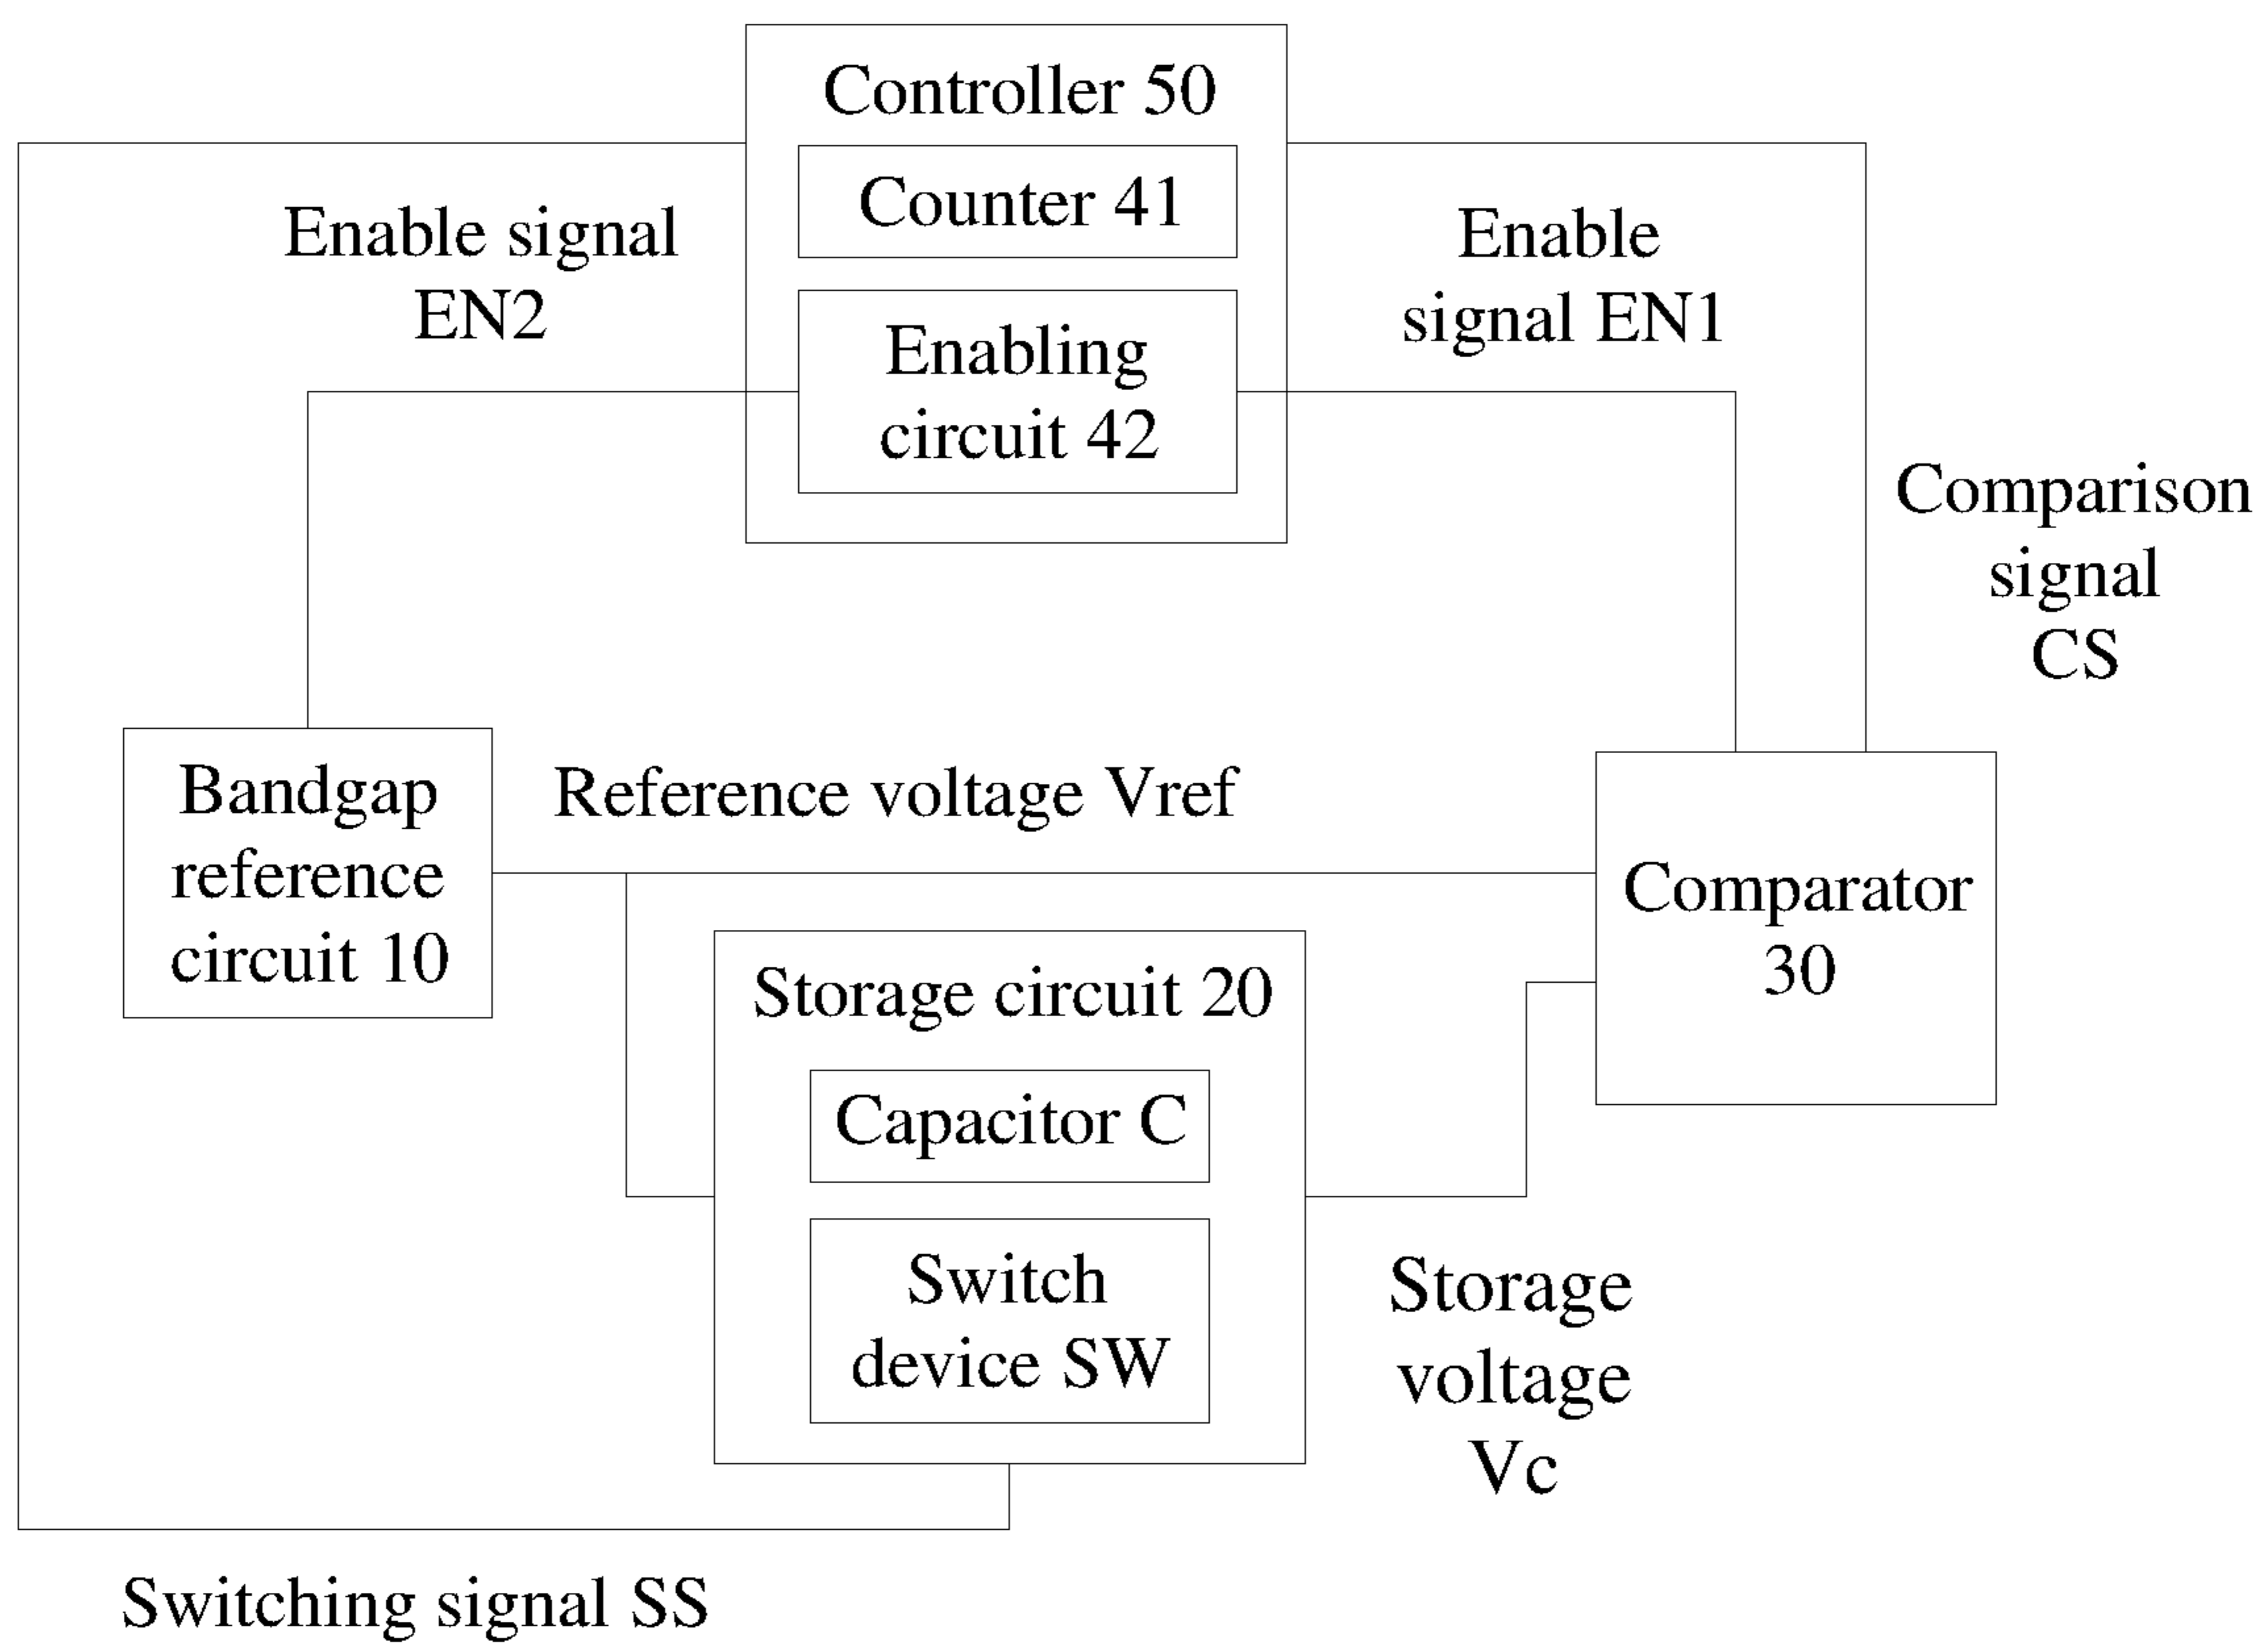 Controller 50
Counter 41
Enabling
circuit 42
Enable signal
EN2
Enable
signal EN1
Comparison
signal
CS
Bandgap
reference
circuit 10
Reference voltage Vref
Comparator
30
Storage circuit 20
Capacitor C
Switch
device SW
Storage
voltage
Vc
Switching signal SS